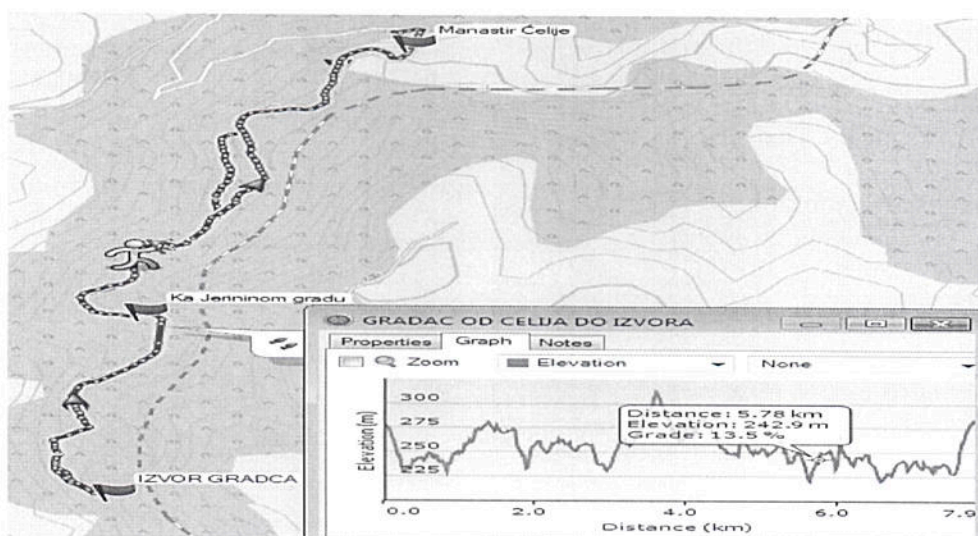 Manastir Ćelije
Ka Jerininom gradu
IZVOR GRADCA
GRADAC OD CELIJA DO IZVORA
Properties Graph Notes
Zoom Elevation None
Elevation (m)
300
275
250
225
Distance: 5.78 km
Elevation: 242.9 m
Grade: 13.5 %
0.0 2.0 4.0 6.0 7.9
Distance (km)